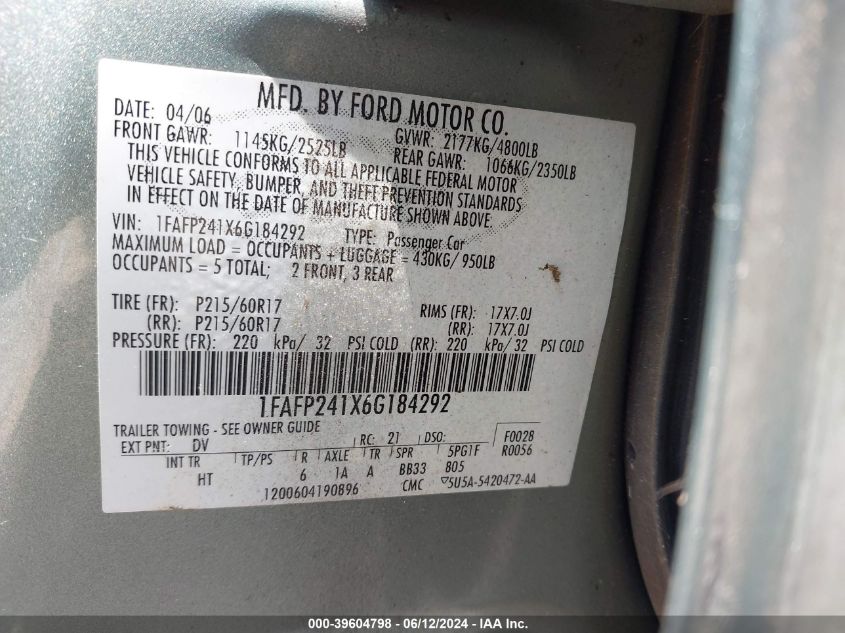 MFD. BY FORD MOTOR CO.
DATE: 04/06 GVWR: 2177KG/4800LB
FRONT GAWR: 1145KG/2525LB REAR GAWR: 1066KG/2350LB
THIS VEHICLE CONFORMS TO ALL APPLICABLE FEDERAL MOTOR
VEHICLE SAFETY, BUMPER, AND THEFT PREVENTION STANDARDS
IN EFFECT ON THE DATE OF MANUFACTURE SHOWN ABOVE.
VIN: 1FAFP241X6G184292 TYPE: Passenger Car
MAXIMUM LOAD = OCCUPANTS + LUGGAGE = 430KG/ 950LB
OCCUPANTS = 5 TOTAL; 2 FRONT, 3 REAR
TIRE (FR): P215/60R17 RIMS (FR): 17X7.0J
(RR): P215/60R17 (RR): 17X7.0J
PRESSURE (FR): 220 kPa/ 32 PSI COLD (RR): 220 kPa/ 32 PSI COLD
1FAFP241X6G184292
TRAILER TOWING - SEE OWNER GUIDE F0028
EXT PNT: DV RC: 21 DSO: R0056
INT TR TP/PS R AXLE TR SPR 5PG1F
HT 6 1A A BB33 B05
1200604190896 CMC ▽5U5A-5420472-AA
000-39604798 - 06/12/2024 - IAA Inc.